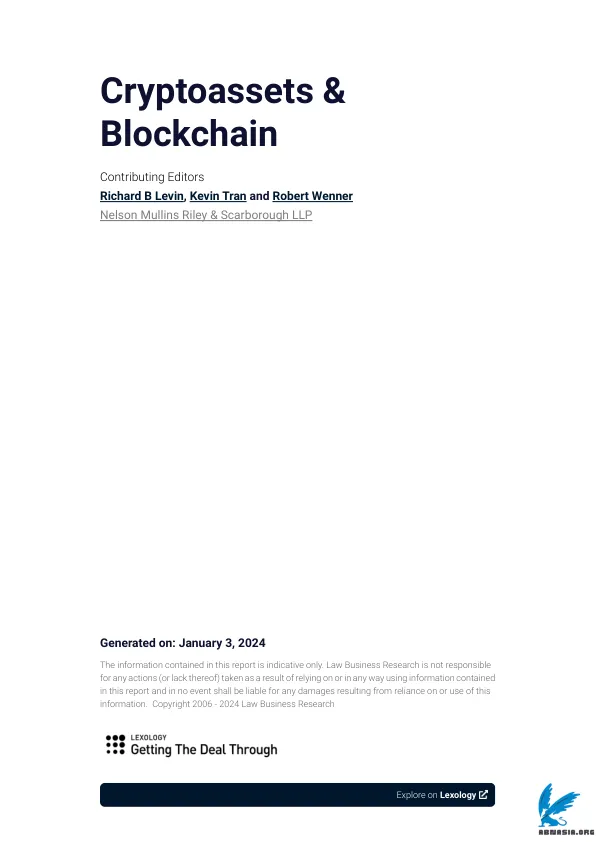 Cryptoassets &
Blockchain
Contributing Editors
Richard B Levin, Kevin Tran and Robert Wenner
Nelson Mullins Riley & Scarborough LLP
Generated on: January 3, 2024
The information contained in this report is indicative only. Law Business Research is not responsible
for any actions (or lack thereof) taken as a result of relying on or in any way using information contained
in this report and in no event shall be liable for any damages resulting from reliance on or use of this
information. Copyright 2006 - 2024 Law Business Research
LEXOLOGY
Getting The Deal Through
Explore on Lexology
ABNASIA.ORG